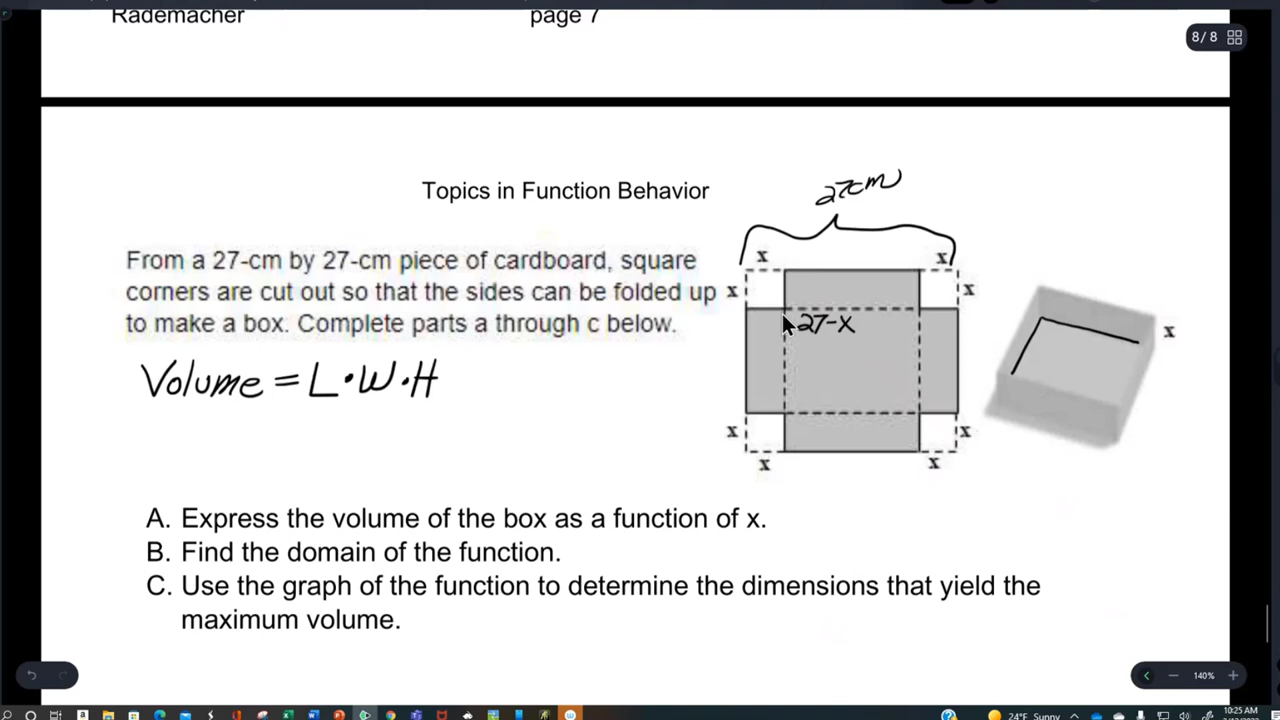 Rademacher page 7
8/8
Topics in Function Behavior
27cm
From a 27-cm by 27-cm piece of cardboard, square
corners are cut out so that the sides can be folded up
to make a box. Complete parts a through c below.
x x
x x
27-x
x
x x
x x
Volume = L·W·H
A. Express the volume of the box as a function of x.
B. Find the domain of the function.
C. Use the graph of the function to determine the dimensions that yield the
maximum volume.
140%
24°F Sunny
10:25 AM